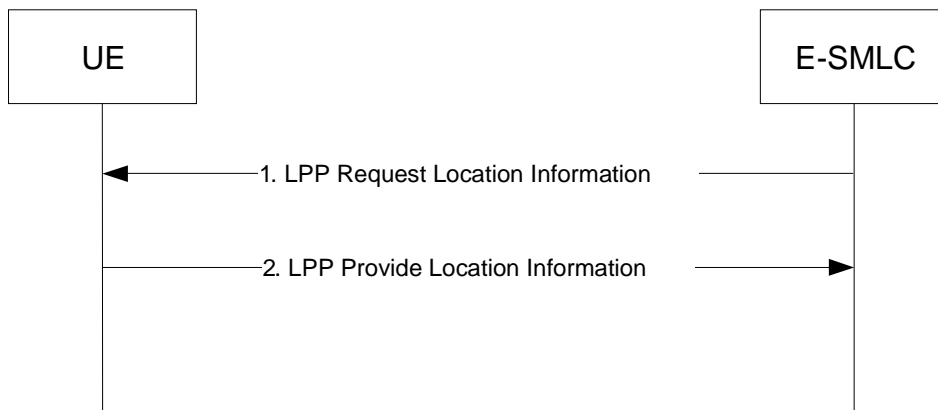 UE
E-SMLC
1. LPP Request Location Information
2. LPP Provide Location Information